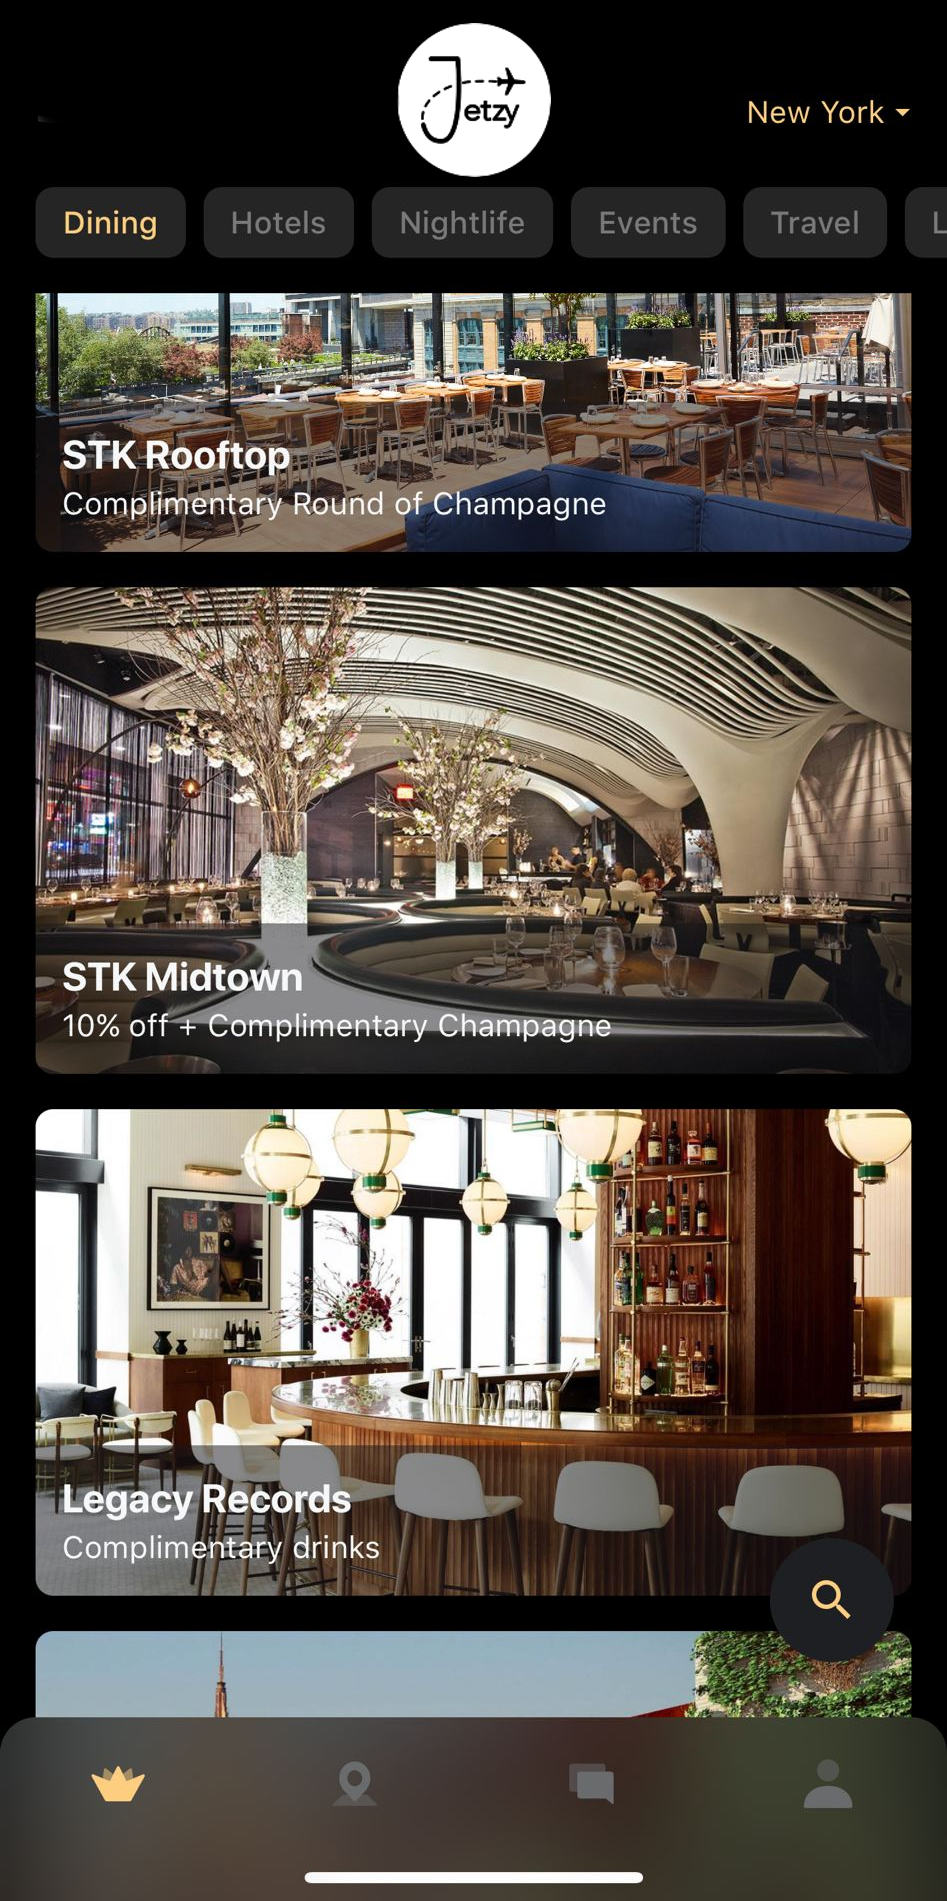 Jetzy
New York
Dining Hotels Nightlife Events Travel L
STK Rooftop
Complimentary Round of Champagne
STK Midtown
10% off + Complimentary Champagne
Legacy Records
Complimentary drinks